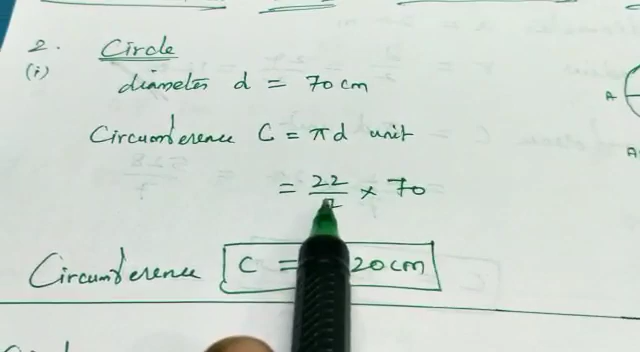 2. Circle
(i) diameter d = 70 cm
Circumference C = πd unit
= 22/7 × 70
Circumference C = 20 cm
A
A